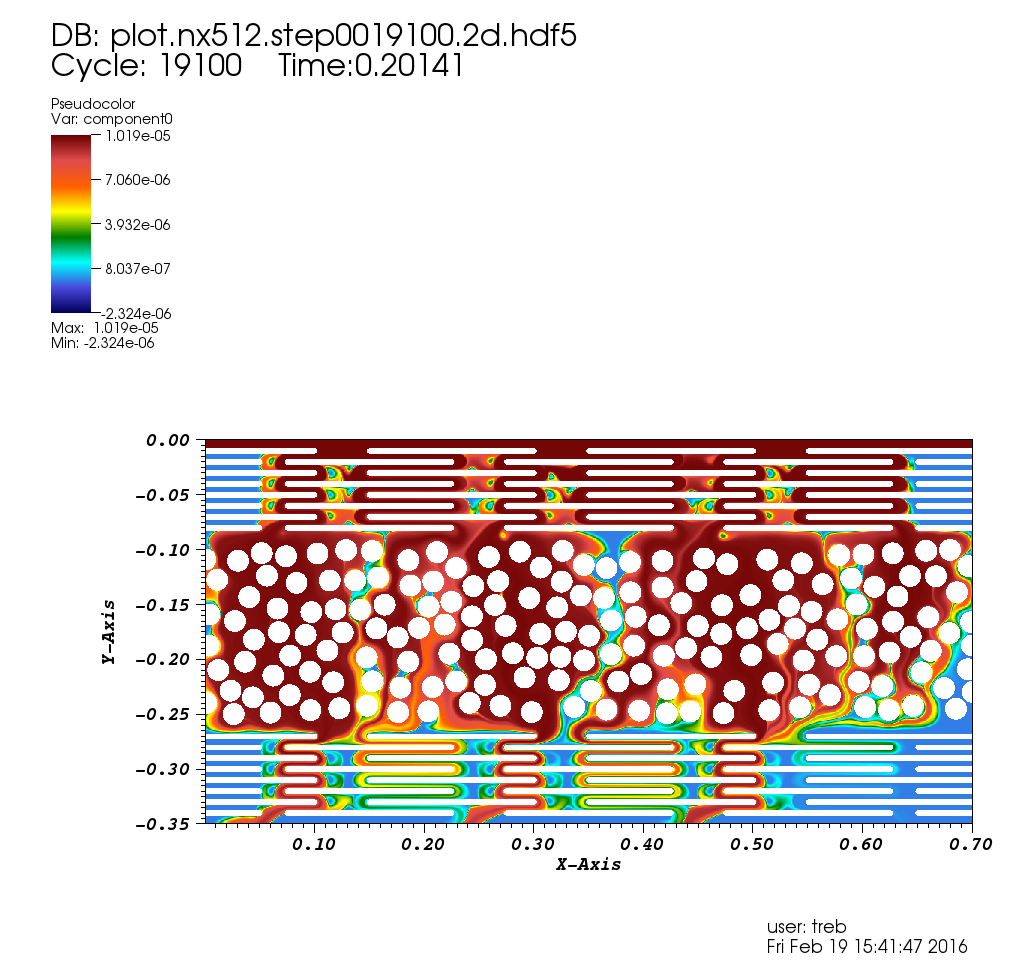 DB: plot.nx512.step0019100.2d.hdf5
Cycle: 19100 Time:0.20141
Pseudocolor
Var: component0
1.019e-05
7.060e-06
3.932e-06
8.037e-07
-2.324e-06
Max: 1.019e-05
Min: -2.324e-06
0.00
-0.05
-0.10
-0.15
-0.20
-0.25
-0.30
-0.35
Y-Axis
0.10 0.20 0.30 0.40 0.50 0.60 0.70
X-Axis
user: treb
Fri Feb 19 15:41:47 2016